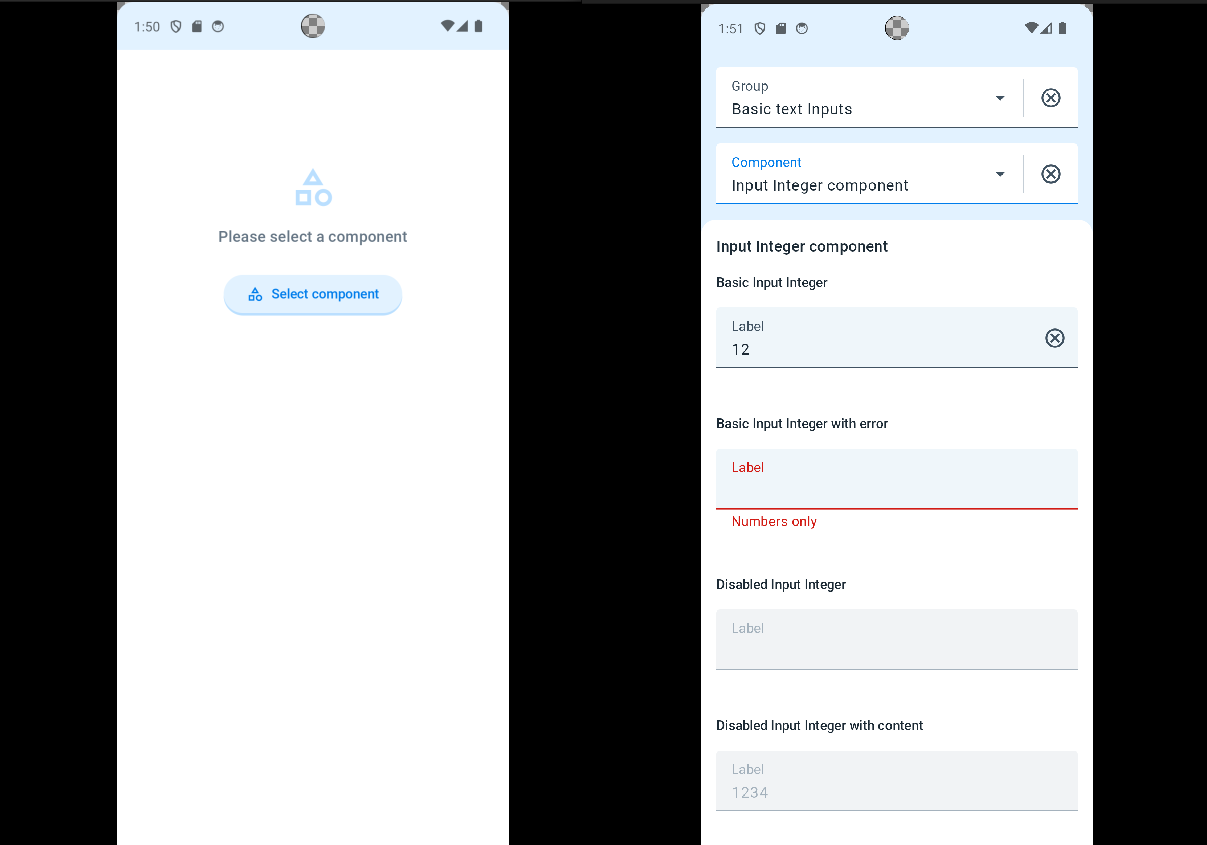 1:50
Please select a component
Select component
1:51
Group
Basic text Inputs
Component
Input Integer component
Input Integer component
Basic Input Integer
Label
12
Basic Input Integer with error
Label
Numbers only
Disabled Input Integer
Label
Disabled Input Integer with content
Label
1234